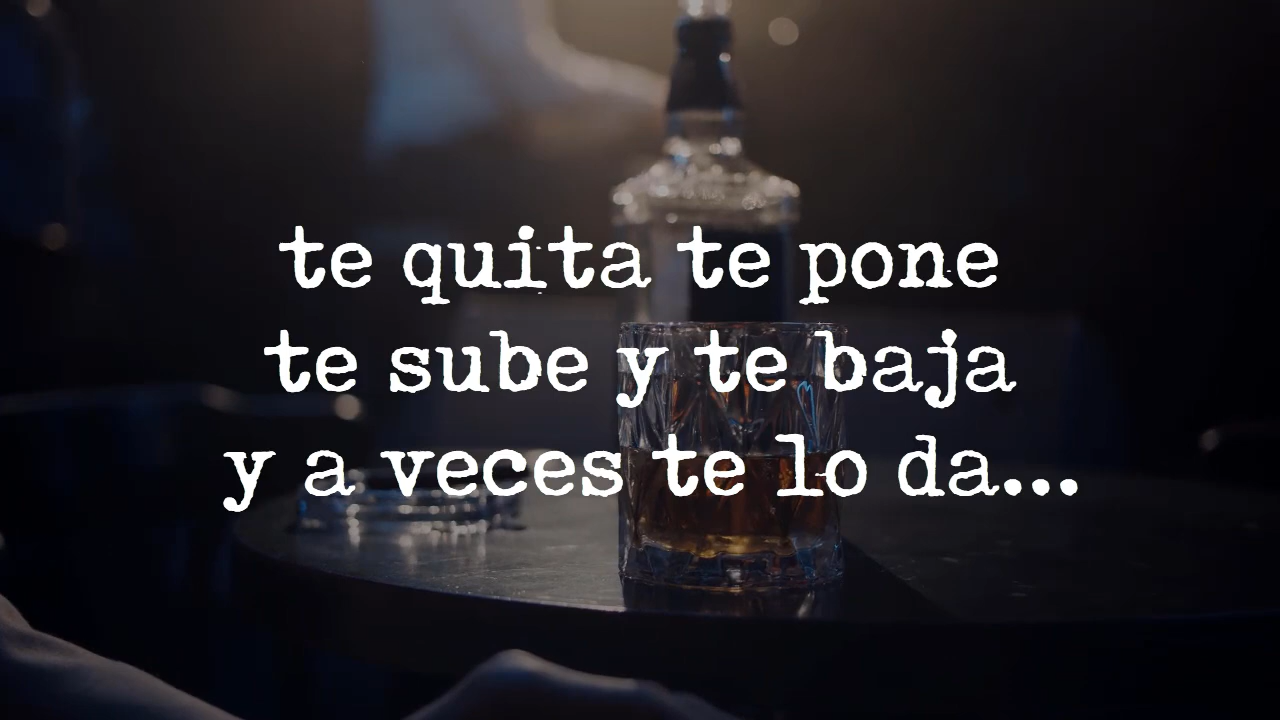 te quita te pone
te sube y te baja
y a veces te lo da...